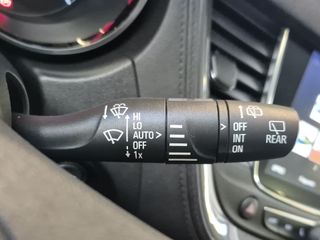 HI
LO
AUTO
OFF
1x
OFF
INT
ON
REAR